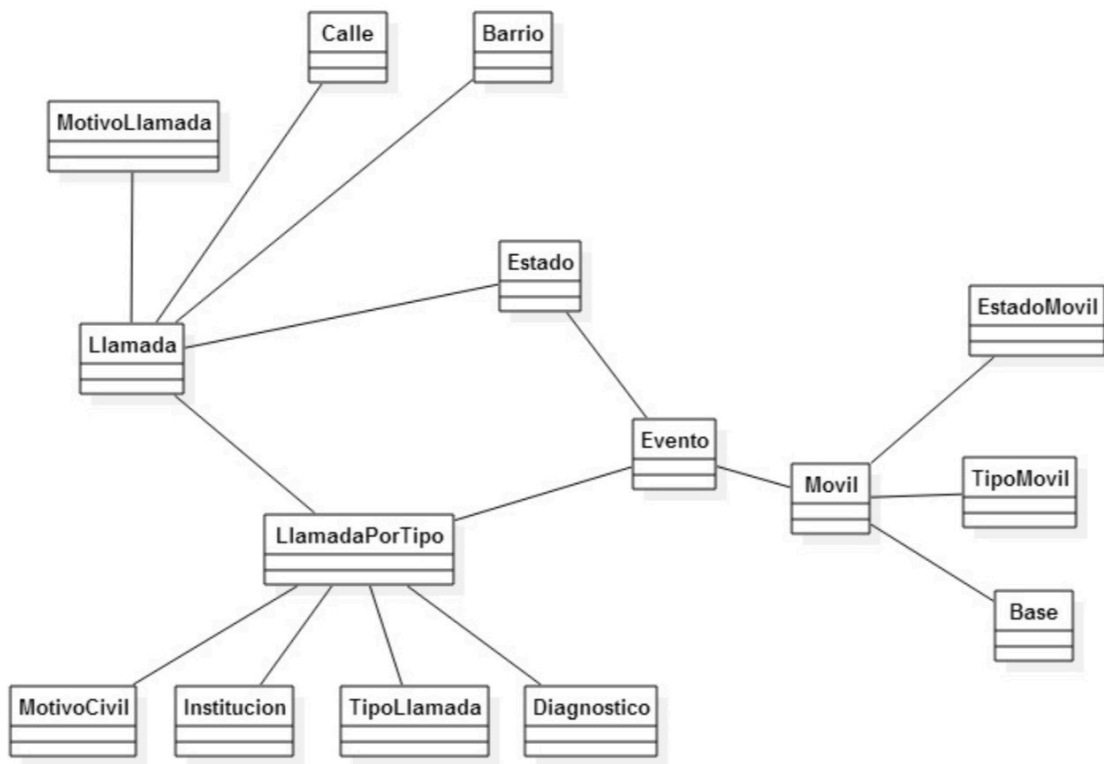 Calle
Barrio
MotivoLlamada
Estado
EstadoMovil
Llamada
Evento
Movil
TipoMovil
LlamadaPorTipo
Base
MotivoCivil
Institucion
TipoLlamada
Diagnostico